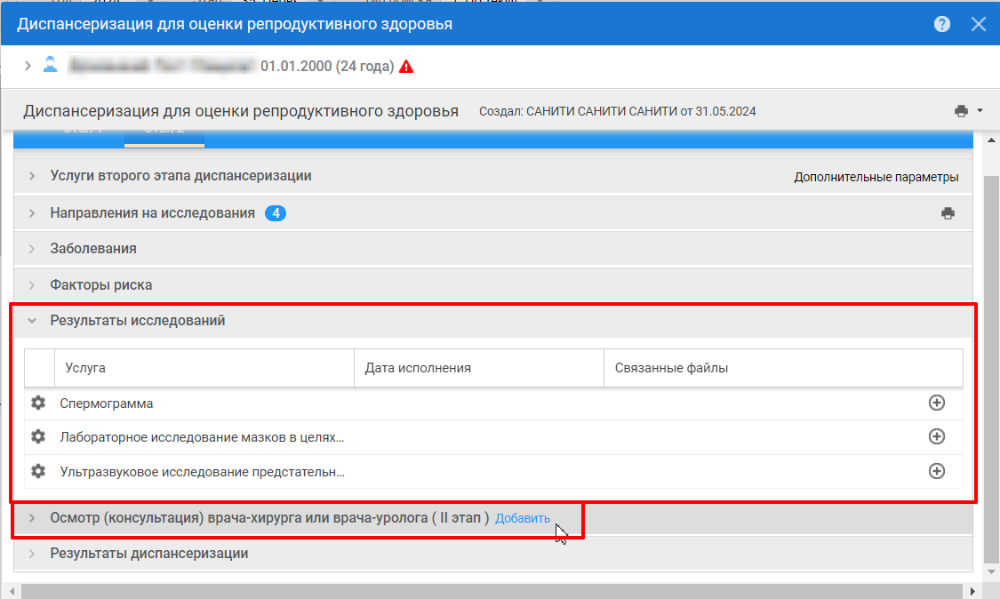 Диспансеризация для оценки репродуктивного здоровья
01.01.2000 (24 года)
Диспансеризация для оценки репродуктивного здоровья Создал: САНИТИ САНИТИ САНИТИ от 31.05.2024
Услуги второго этапа диспансеризации Дополнительные параметры
Направления на исследования 4
Заболевания
Факторы риска
Результаты исследований
Услуга Дата исполнения Связанные файлы
Спермограмма
Лабораторное исследование мазков в целях...
Ультразвуковое исследование предстательн...
Осмотр (консультация) врача-хирурга или врача-уролога ( II этап ) Добавить
Результаты диспансеризации